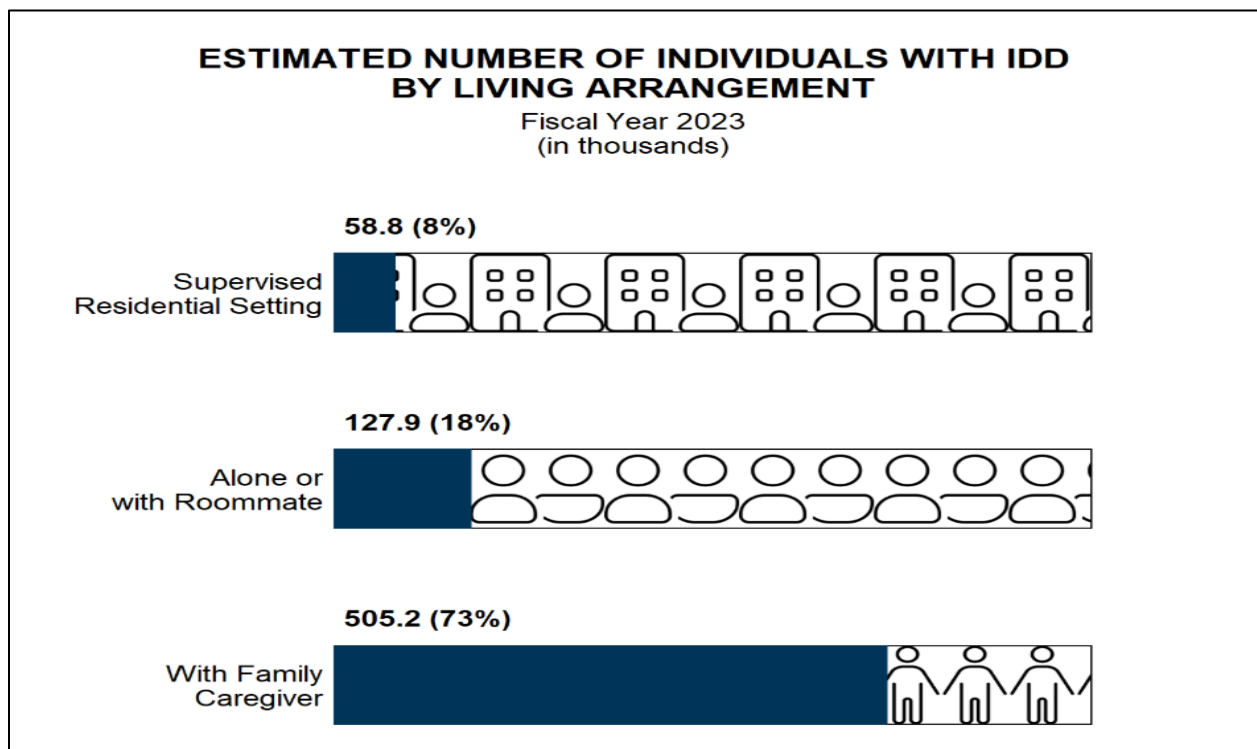 ESTIMATED NUMBER OF INDIVIDUALS WITH IDD
BY LIVING ARRANGEMENT
Fiscal Year 2023
(in thousands)
58.8 (8%)
Supervised
Residential Setting
127.9 (18%)
Alone or
with Roommate
505.2 (73%)
With Family
Caregiver